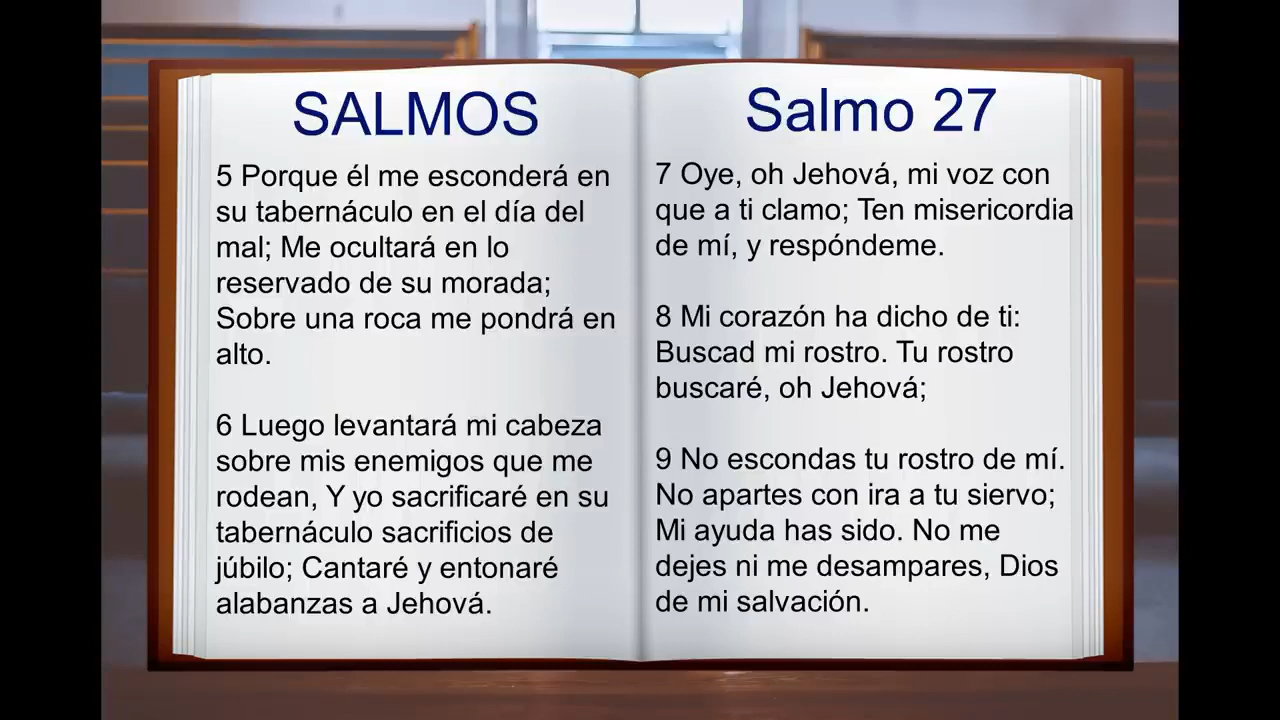 SALMOS
5 Porque él me esconderá en
su tabernáculo en el día del
mal; Me ocultará en lo
reservado de su morada;
Sobre una roca me pondrá en
alto.
6 Luego levantará mi cabeza
sobre mis enemigos que me
rodean, Y yo sacrificaré en su
tabernáculo sacrificios de
júbilo; Cantaré y entonaré
alabanzas a Jehová.
Salmo 27
7 Oye, oh Jehová, mi voz con
que a ti clamo; Ten misericordia
de mí, y respóndeme.
8 Mi corazón ha dicho de ti:
Buscad mi rostro. Tu rostro
buscaré, oh Jehová;
9 No escondas tu rostro de mí.
No apartes con ira a tu siervo;
Mi ayuda has sido. No me
dejes ni me desampares, Dios
de mi salvación.